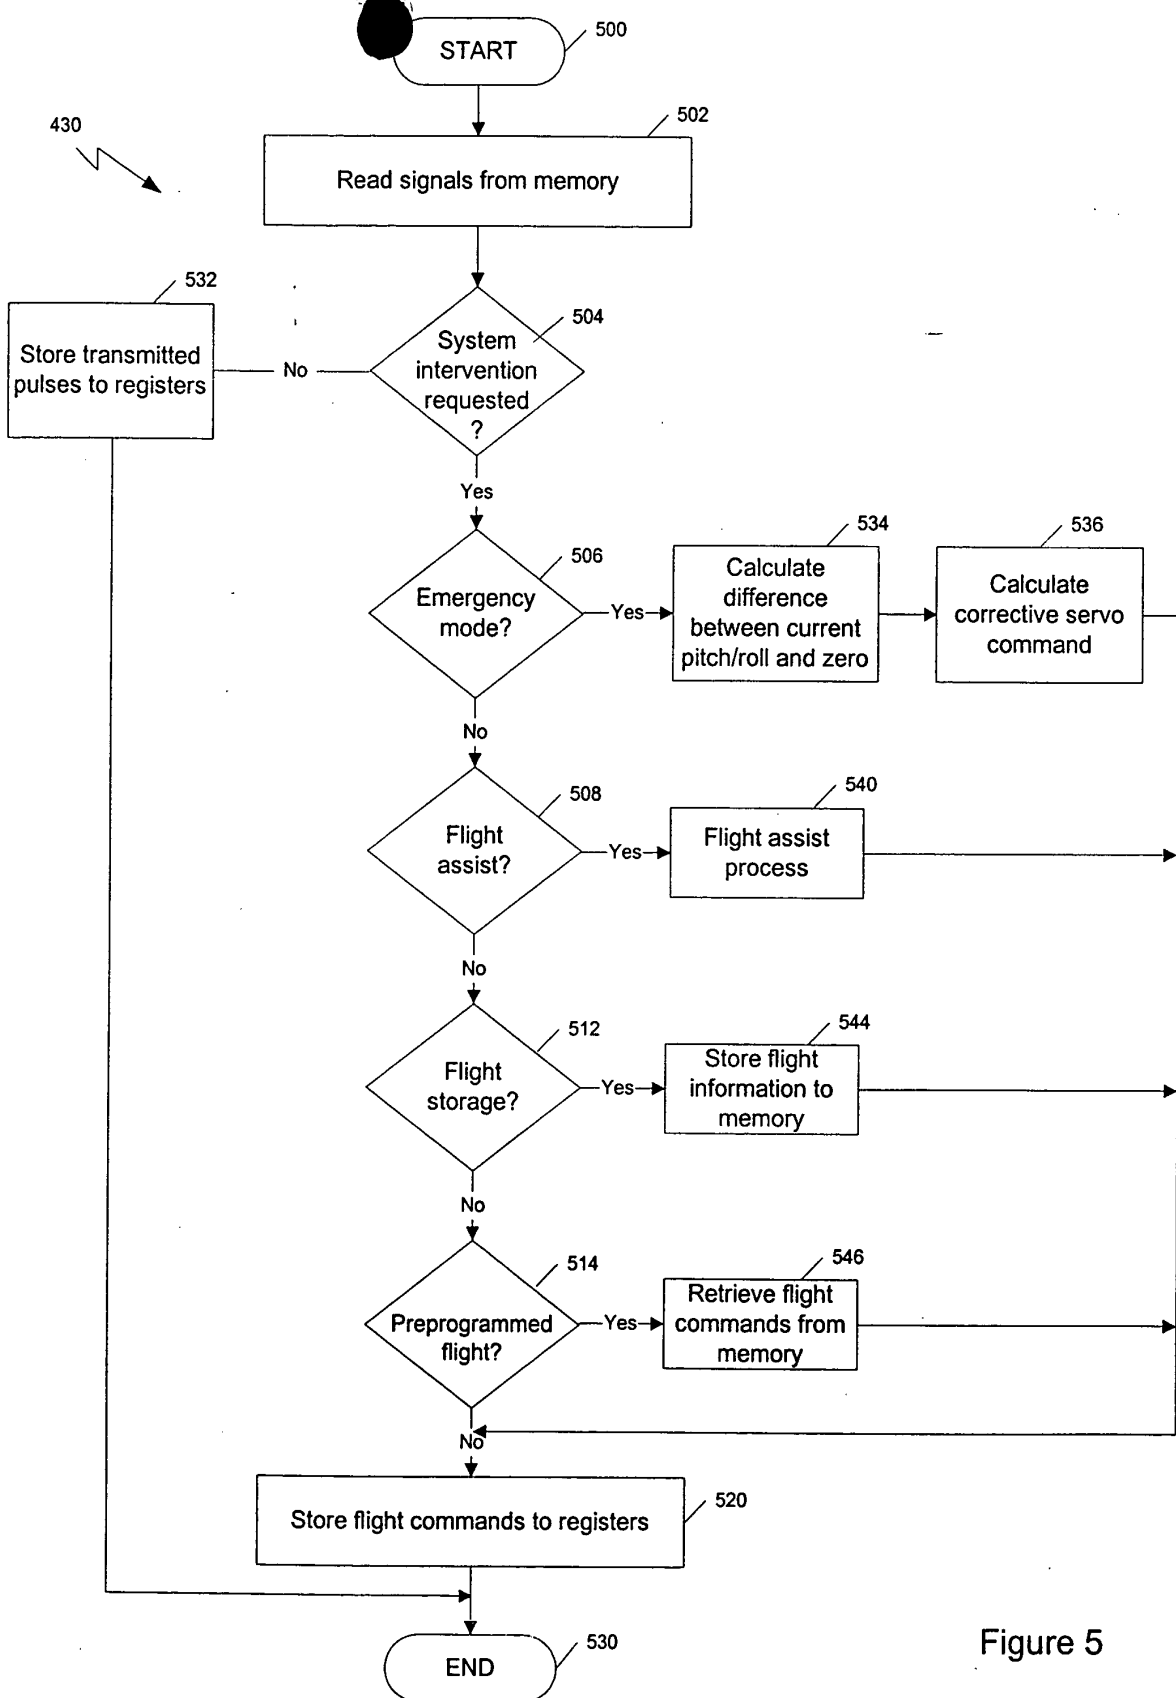 START
500
502
430
Read signals from memory
532
504
System
intervention
requested
?
Store transmitted
pulses to registers
No
Yes
534
536
506
Emergency
mode?
Yes
Calculate
difference
between current
pitch/roll and zero
Calculate
corrective servo
command
No
508
540
Flight
assist?
Yes
Flight assist
process
No
512
544
Flight
storage?
Yes
Store flight
information to
memory
No
514
546
Preprogrammed
flight?
Yes
Retrieve flight
commands from
memory
No
520
Store flight commands to registers
530
END
Figure 5